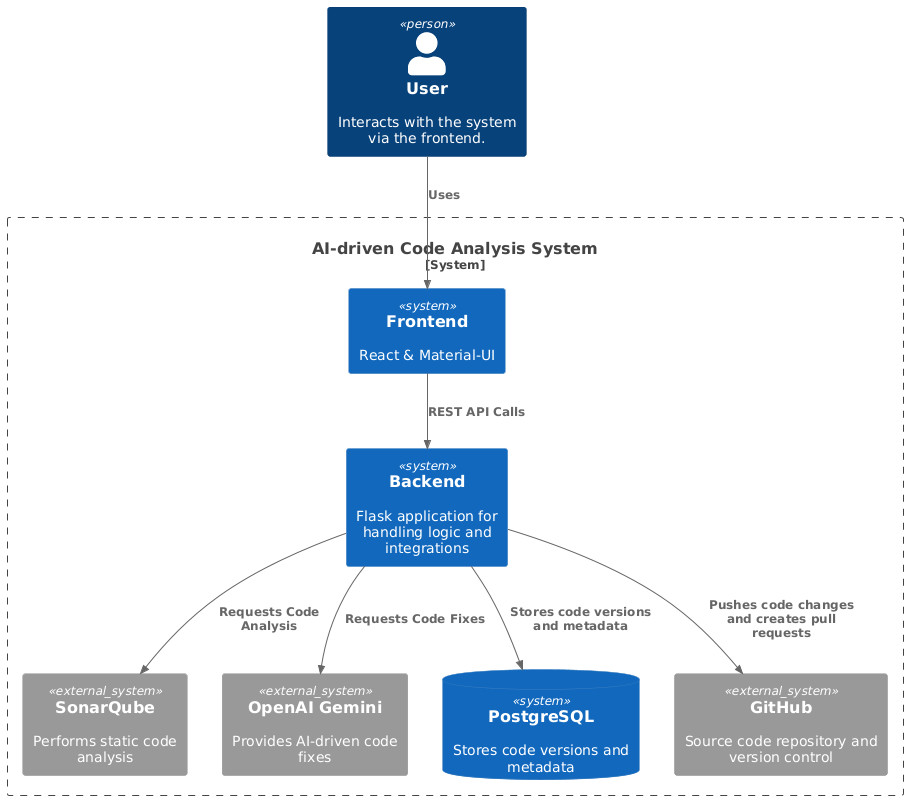 «person»
User
Interacts with the system
via the frontend.
Uses
AI-driven Code Analysis System
[System]
«system»
Frontend
React & Material-UI
REST API Calls
«system»
Backend
Flask application for
handling logic and
integrations
Requests Code
Analysis
Requests Code Fixes
Stores code versions
and metadata
Pushes code changes
and creates pull
requests
«external_system»
SonarQube
Performs static code
analysis
«external_system»
OpenAI Gemini
Provides AI-driven code
fixes
«system»
PostgreSQL
Stores code versions and
metadata
«external_system»
GitHub
Source code repository and
version control